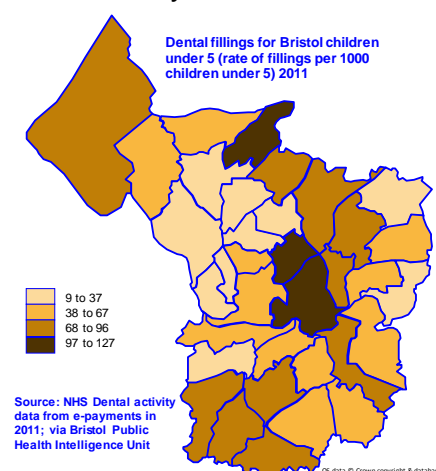 Dental fillings for Bristol children
under 5 (rate of fillings per 1000
children under 5) 2011
9 to 37
38 to 67
68 to 96
97 to 127
Source: NHS Dental activity
data from e-payments in
2011; via Bristol Public
Health Intelligence Unit
OS data © Crown copyright & databa